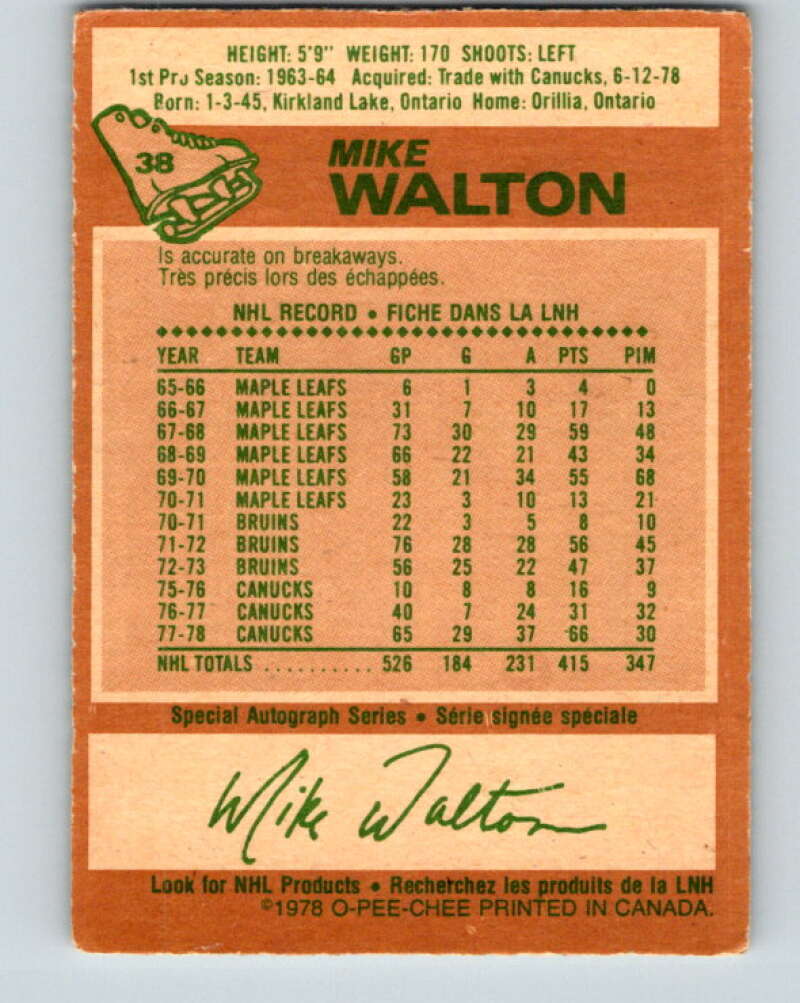 HEIGHT: 5'9" WEIGHT: 170 SHOOTS: LEFT
1st Pro Season: 1963-64 Acquired: Trade with Canucks, 6-12-78
Born: 1-3-45, Kirkland Lake, Ontario Home: Orillia, Ontario
38
MIKE
WALTON
Is accurate on breakaways.
Très précis lors des échappées.
NHL RECORD • FICHE DANS LA LNH
YEAR TEAM GP G A PTS PIM
65-66 MAPLE LEAFS 6 1 3 4 0
66-67 MAPLE LEAFS 31 7 10 17 13
67-68 MAPLE LEAFS 73 30 29 59 48
68-69 MAPLE LEAFS 66 22 21 43 34
69-70 MAPLE LEAFS 58 21 34 55 68
70-71 MAPLE LEAFS 23 3 10 13 21
70-71 BRUINS 22 3 5 8 10
71-72 BRUINS 76 28 28 56 45
72-73 BRUINS 56 25 22 47 37
75-76 CANUCKS 10 8 8 16 9
76-77 CANUCKS 40 7 24 31 32
77-78 CANUCKS 65 29 37 66 30
NHL TOTALS .......... 526 184 231 415 347
Special Autograph Series • Série signée spéciale
Mike Walton
Look for NHL Products • Recherchez les produits de la LNH
©1978 O-PEE-CHEE PRINTED IN CANADA.